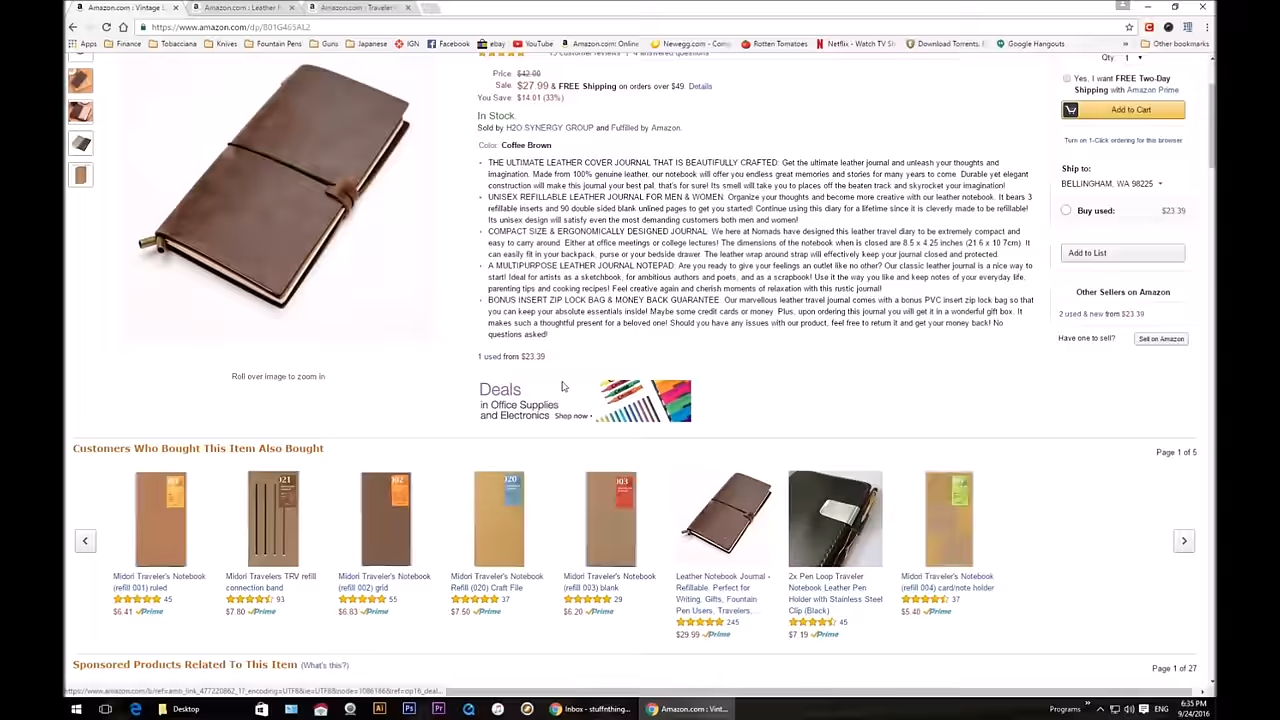 Amazon.com : Vintage L
Amazon.com : Leather F
Amazon.com : Traveler
https://www.amazon.com/dp/B01G465AL2
Apps Finance Tobacciana Knives Fountain Pens Guns Japanese IGN Facebook ebay YouTube Amazon.com: Online Newegg.com - Comp Rotten Tomatoes Netflix - Watch TV Sh Download Torrents, Google Hangouts » Other bookmarks
customer reviews | 4 answered questions
Price: $42.00
Sale: $27.99 & FREE Shipping on orders over $49. Details
You Save: $14.01 (33%)
In Stock.
Sold by H2O SYNERGY GROUP and Fulfilled by Amazon.
Color: Coffee Brown
THE ULTIMATE LEATHER COVER JOURNAL THAT IS BEAUTIFULLY CRAFTED: Get the ultimate leather journal and unleash your thoughts and
imagination. Made from 100% genuine leather, our notebook will offer you endless great memories and stories for many years to come. Durable yet elegant
construction will make this journal your best pal, that's for sure! Its smell will take you to places off the beaten track and skyrocket your imagination!
UNISEX REFILLABLE LEATHER JOURNAL FOR MEN & WOMEN: Organize your thoughts and become more creative with our leather notebook. It bears 3
refillable inserts and 90 double sided blank unlined pages to get you started! Continue using this diary for a lifetime since it is cleverly made to be refillable!
Its unisex design will satisfy even the most demanding customers both men and women!
COMPACT SIZE & ERGONOMICALLY DESIGNED JOURNAL: We here at Nomads have designed this leather travel diary to be extremely compact and
easy to carry around. Either at office meetings or college lectures! The dimensions of the notebook when is closed are 8.5 x 4.25 inches (21.6 x 10.7cm). It
can easily fit in your backpack, purse or your bedside drawer. The leather wrap around strap will effectively keep your journal closed and protected.
A MULTIPURPOSE LEATHER JOURNAL NOTEPAD: Are you ready to give your feelings an outlet like no other? Our classic leather journal is a nice way to
start! Ideal for artists as a sketchbook, for ambitious authors and poets, and as a scrapbook! Use it the way you like and keep notes of your everyday life,
parenting tips and cooking recipes! Feel creative again and cherish moments of relaxation with this rustic journal!
BONUS INSERT ZIP LOCK BAG & MONEY BACK GUARANTEE: Our marvellous leather travel journal comes with a bonus PVC insert zip lock bag so that
you can keep your absolute essentials inside! Maybe some credit cards or money. Plus, upon ordering this journal you will get it in a wonderful gift box. It
makes such a thoughtful present for a beloved one! Should you have any issues with our product, feel free to return it and get your money back! No
questions asked!
1 used from $23.39
Roll over image to zoom in
Deals
in Office Supplies
and Electronics Shop now ›
Qty: 1
Yes, I want FREE Two-Day
Shipping with Amazon Prime
Add to Cart
Turn on 1-Click ordering for this browser
Ship to:
BELLINGHAM, WA 98225
Buy used: $23.39
Add to List
Other Sellers on Amazon
2 used & new from $23.39
Have one to sell? Sell on Amazon
Customers Who Bought This Item Also Bought
Page 1 of 5
Midori Traveler's Notebook
(refill 001) ruled
45
$6.41 Prime
021
Midori Travelers TRV refill
connection band
93
$7.80 Prime
002
Midori Traveler's Notebook
(refill 002) grid
55
$6.83 Prime
020
Midori Traveler's Notebook
Refill (020) Craft File
37
$7.50 Prime
003
Midori Traveler's Notebook
(refill 003) blank
29
$6.20 Prime
Leather Notebook Journal -
Refillable. Perfect for
Writing, Gifts, Fountain
Pen Users, Travelers,...
245
$29.99 Prime
2x Pen Loop Traveler
Notebook Leather Pen
Holder with Stainless Steel
Clip (Black)
45
$7.19 Prime
Midori Traveler's Notebook
(refill 004) card/note holder
37
$5.40 Prime
Sponsored Products Related To This Item (What's this?)
Page 1 of 27
Desktop
Ai
Ps
Pr
Inbox - stuffnthing...
Amazon.com : Vint...
Programs
ENG
6:35 PM
9/24/2016